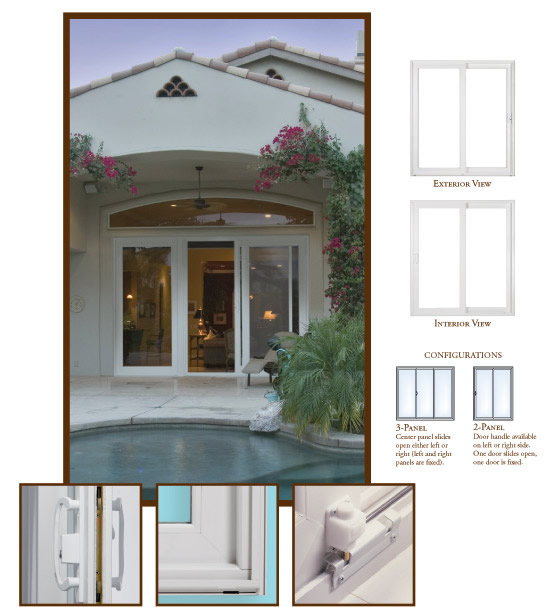 Exterior View
Interior View
CONFIGURATIONS
3-Panel
Center panel slides
open either left or
right (left and right
panels are fixed).
2-Panel
Door handle available
on left or right side.
One door slides open,
one door is fixed.